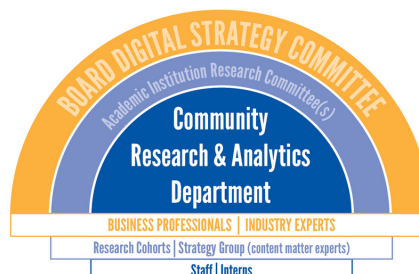 BOARD DIGITAL STRATEGY COMMITTEE
Academic Institution Research Committee(s)
Community
Research & Analytics
Department
BUSINESS PROFESSIONALS | INDUSTRY EXPERTS
Research Cohorts | Strategy Group (content matter experts)
Staff | Interns